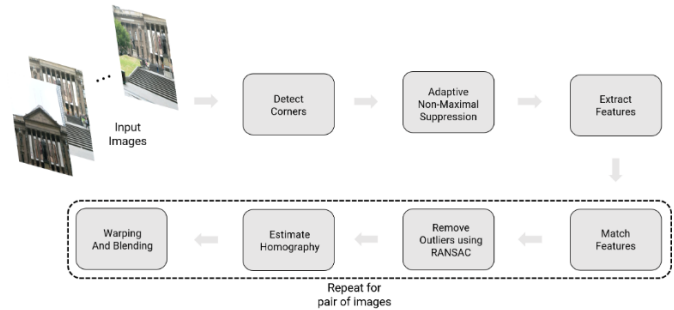 Input
Images
Detect
Corners
Adaptive
Non-Maximal
Suppression
Extract
Features
Match
Features
Remove
Outliers using
RANSAC
Estimate
Homography
Warping
And Blending
Repeat for
pair of images